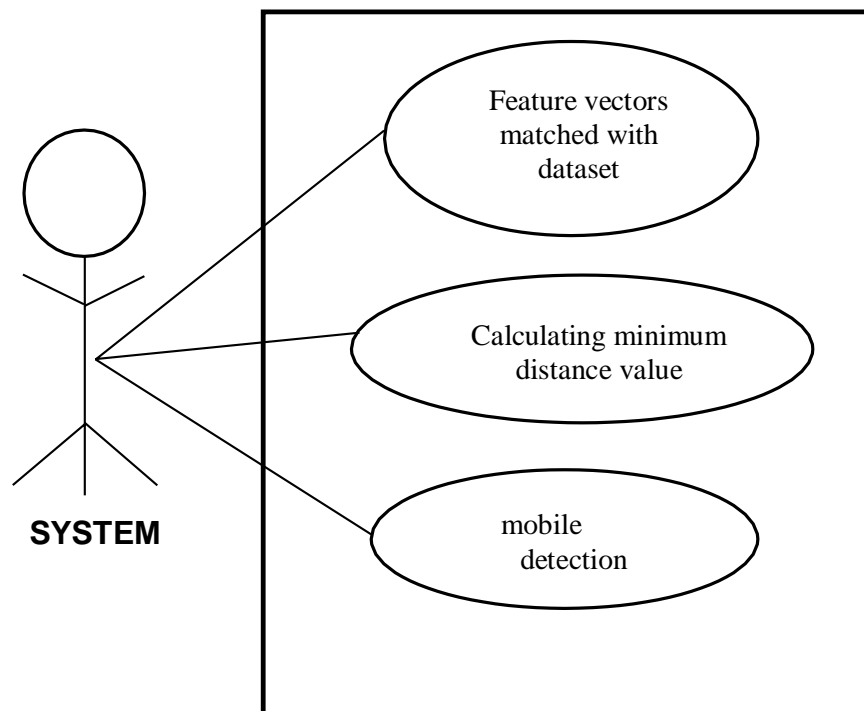 Feature vectors
matched with
dataset
Calculating minimum
distance value
SYSTEM
mobile
detection